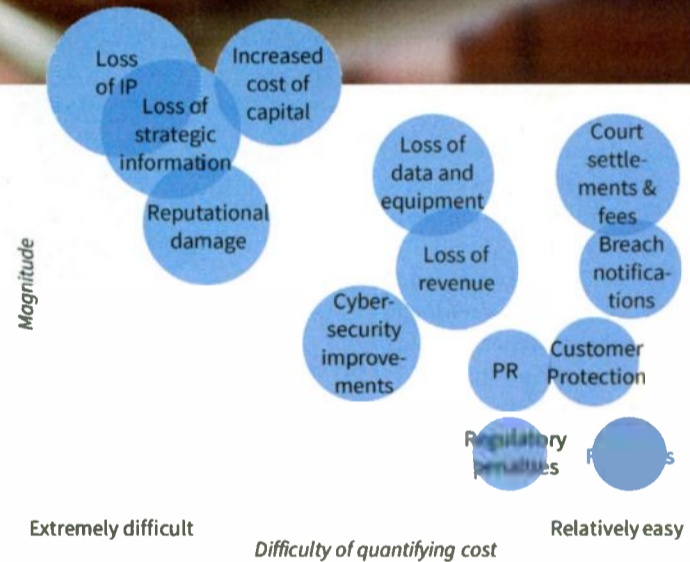 Loss
of IP
Increased
cost of
capital
Loss of
strategic
information
Reputational
damage
Loss of
data and
equipment
Court
settle-
ments &
fees
Loss of
revenue
Breach
notifica-
tions
Cyber-
security
improve-
ments
PR
Customer
Protection
Regulatory
penalties
Magnitude
Extremely difficult
Relatively easy
Difficulty of quantifying cost